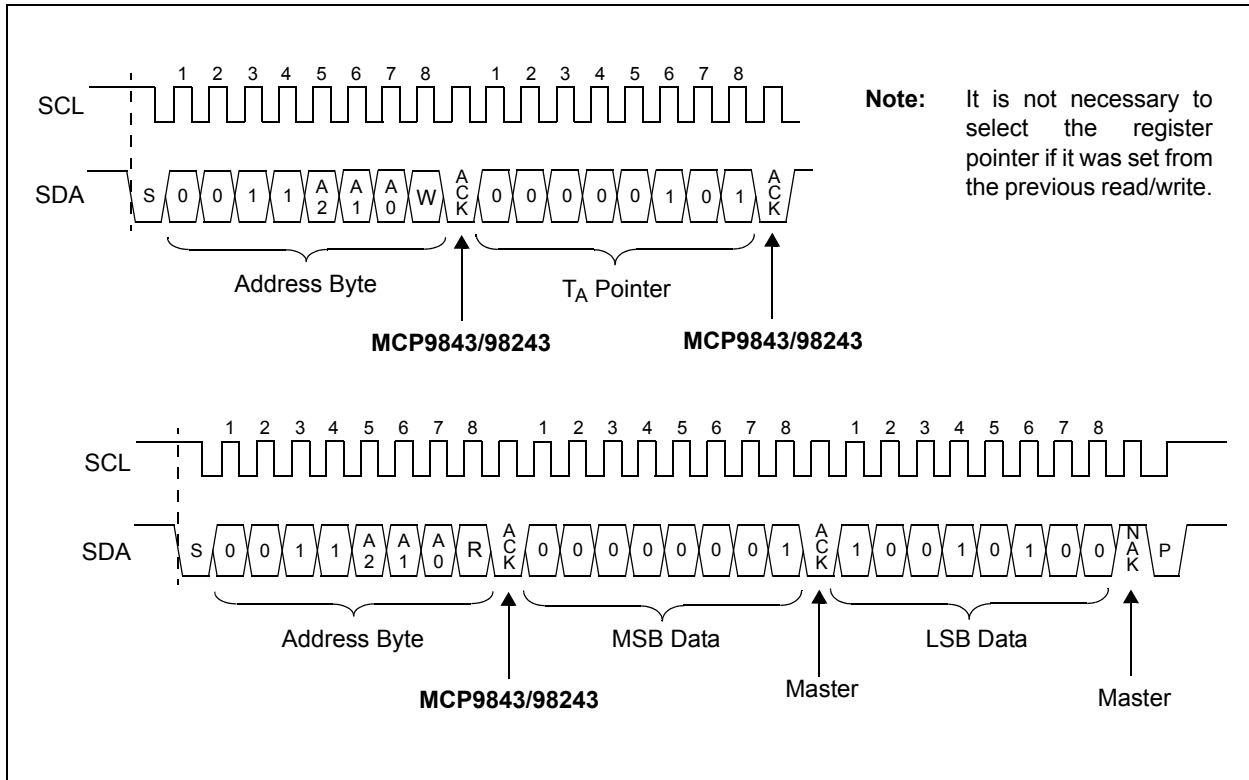 1 2 3 4 5 6 7 8 1 2 3 4 5 6 7 8
SCL
SDA
S 0 0 1 1 A2 A1 A0 W ACK 0 0 0 0 0 1 0 1 ACK
Address Byte
TA Pointer
MCP9843/98243
MCP9843/98243
Note: It is not necessary to
select the register
pointer if it was set from
the previous read/write.
1 2 3 4 5 6 7 8 1 2 3 4 5 6 7 8 1 2 3 4 5 6 7 8
SCL
SDA
S 0 0 1 1 A2 A1 A0 R ACK 0 0 0 0 0 0 0 1 ACK 1 0 0 1 0 1 0 0 NAK P
Address Byte
MSB Data
LSB Data
MCP9843/98243
Master
Master